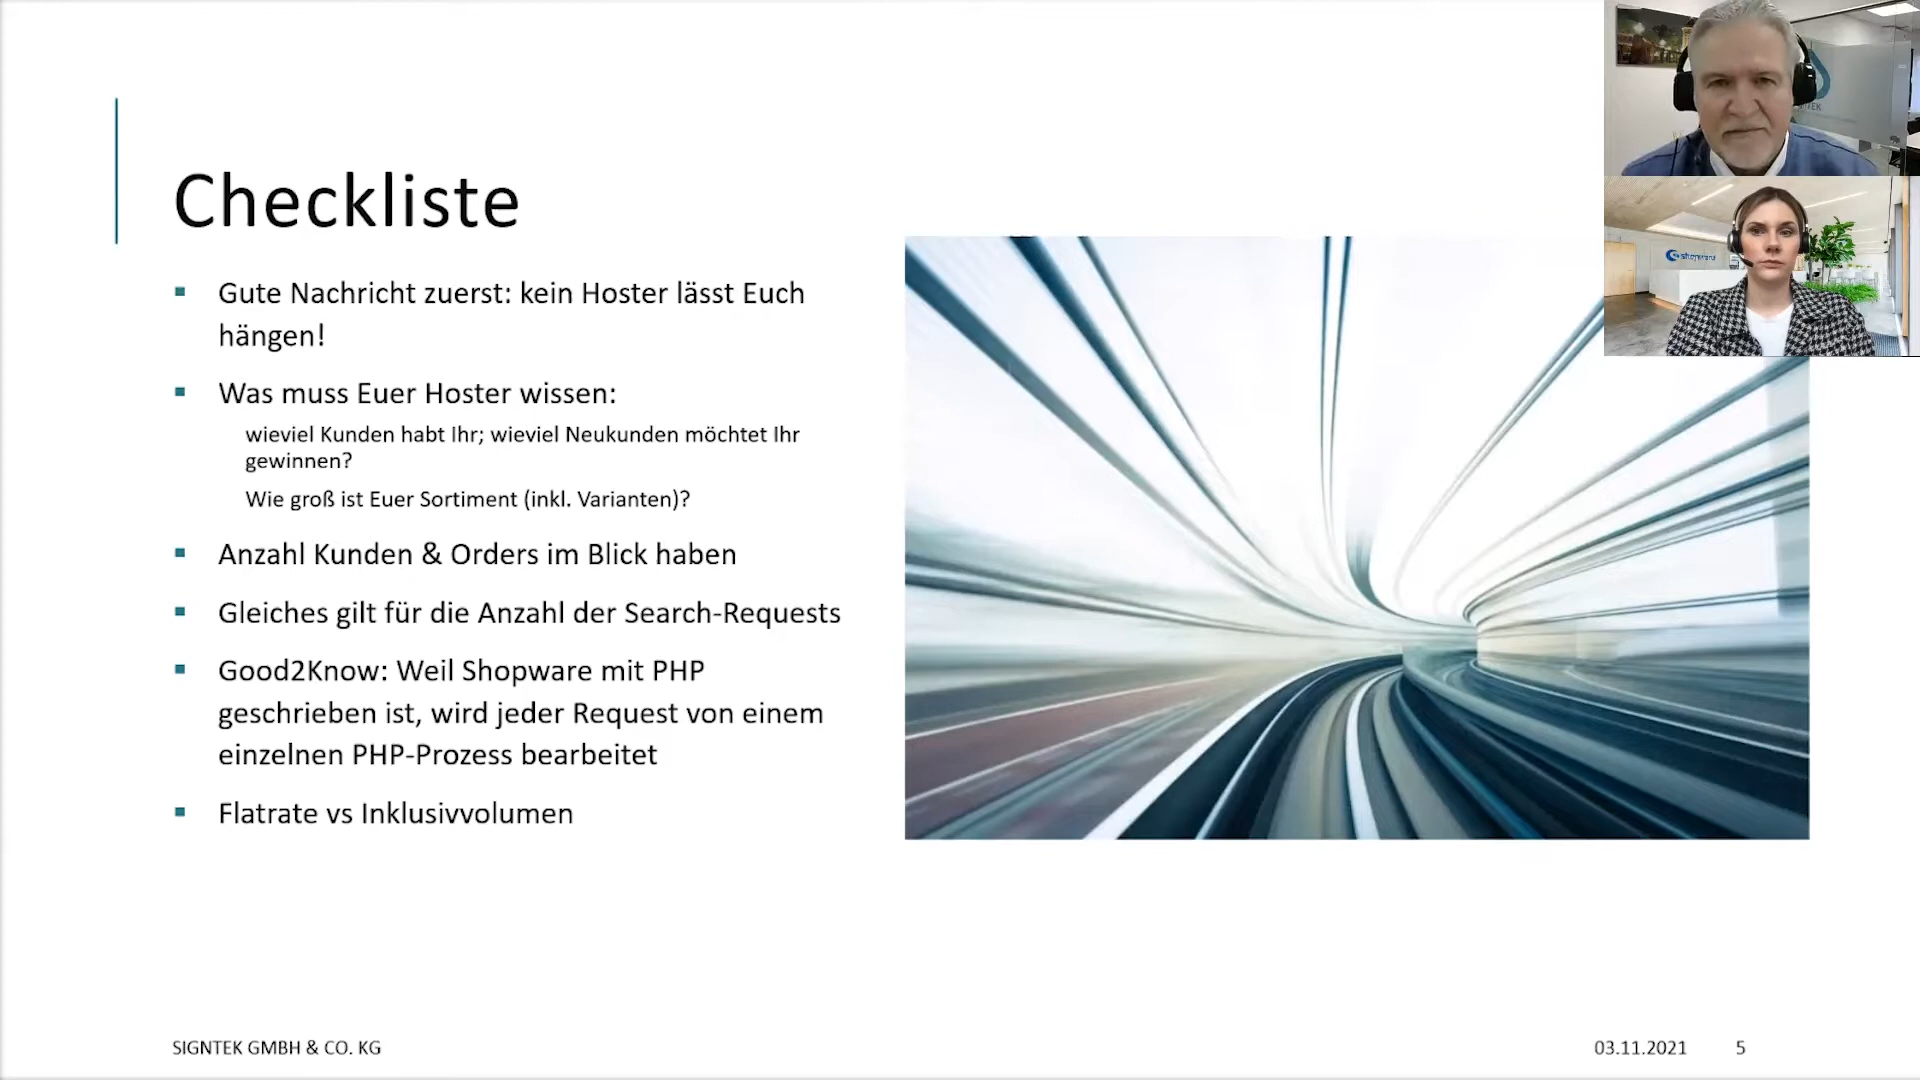 Checkliste
Gute Nachricht zuerst: kein Hoster lässt Euch
hängen!
Was muss Euer Hoster wissen:
wieviel Kunden habt Ihr; wieviel Neukunden möchtet Ihr
gewinnen?
Wie groß ist Euer Sortiment (inkl. Varianten)?
Anzahl Kunden & Orders im Blick haben
Gleiches gilt für die Anzahl der Search-Requests
Good2Know: Weil Shopware mit PHP
geschrieben ist, wird jeder Request von einem
einzelnen PHP-Prozess bearbeitet
Flatrate vs Inklusivvolumen
SIGNTEK GMBH & CO. KG
03.11.2021
5